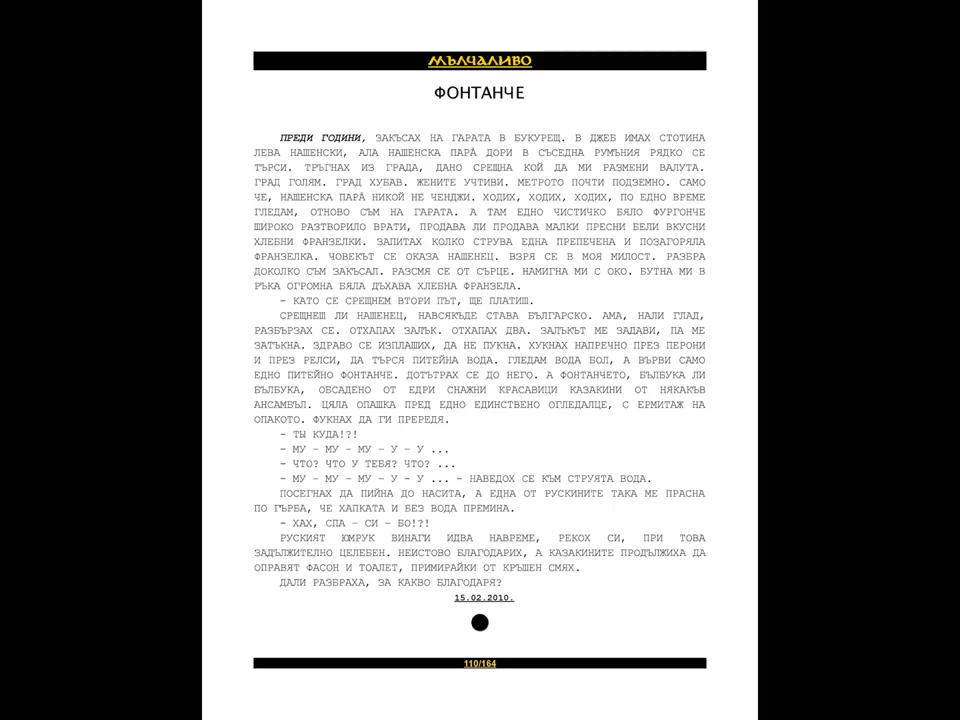 МЪЛЧАЛИВО
ФОНТАНЧЕ
ПРЕДИ ГОДИНИ, ЗАКЪСАХ НА ГАРАТА В БУКУРЕЩ. В ДЖЕБ ИМАХ СТОТИНА
ЛЕВА НАШЕНСКИ, АЛА НАШЕНСКА ПАРА̀ ДОРИ В СЪСЕДНА РУМЪНИЯ РЯДКО СЕ
ТЪРСИ. ТРЪГНАХ ИЗ ГРАДА, ДАНО СРЕЩНА КОЙ ДА МИ РАЗМЕНИ ВАЛУТА.
ГРАД ГОЛЯМ. ГРАД ХУБАВ. ЖЕНИТЕ УЧТИВИ. МЕТРОТО ПОЧТИ ПОДЗЕМНО. САМО
ЧЕ, НАШЕНСКА ПАРА̀ НИКОЙ НЕ ЧЕНДЖИ. ХОДИХ, ХОДИХ, ХОДИХ, ПО ЕДНО ВРЕМЕ
ГЛЕДАМ, ОТНОВО СЪМ НА ГАРАТА. А ТАМ ЕДНО ЧИСТИЧКО БЯЛО ФУРГОНЧЕ
ШИРОКО РАЗТВОРИЛО ВРАТИ, ПРОДАВА ЛИ ПРОДАВА МАЛКИ ПРЕСНИ БЕЛИ ВКУСНИ
ХЛЕБНИ ФРАНЗЕЛКИ. ЗАПИТАХ КОЛКО СТРУВА ЕДНА ПРЕПЕЧЕНА И ПОЗАГОРЯЛА
ФРАНЗЕЛКА. ЧОВЕКЪТ СЕ ОКАЗА НАШЕНЕЦ. ВЗРЯ СЕ В МОЯ МИЛОСТ. РАЗБРА
ДОКОЛКО СЪМ ЗАКЪСАЛ. РАЗСМЯ СЕ ОТ СЪРЦЕ. НАМИГНА МИ С ОКО. БУТНА МИ В
РЪКА ОГРОМНА БЯЛА ДЪХАВА ХЛЕБНА ФРАНЗЕЛА.
- КАТО СЕ СРЕЩНЕМ ВТОРИ ПЪТ, ЩЕ ПЛАТИШ.
СРЕЩНЕШ ЛИ НАШЕНЕЦ, НАВСЯКЪДЕ СТАВА БЪЛГАРСКО. АМА, НАЛИ ГЛАД,
РАЗБЪРЗАХ СЕ. ОТХАПАХ ЗАЛЪК. ОТХАПАХ ДВА. ЗАЛЪКЪТ МЕ ЗАДАВИ, ПА МЕ
ЗАТЪКНА. ЗДРАВО СЕ ИЗПЛАШИХ, ДА НЕ ПУКНА. ХУКНАХ НАПРЕЧНО ПРЕЗ ПЕРОНИ
И ПРЕЗ РЕЛСИ, ДА ТЪРСЯ ПИТЕЙНА ВОДА. ГЛЕДАМ ВОДА БОЛ, А ВЪРВИ САМО
ЕДНО ПИТЕЙНО ФОНТАНЧЕ. ДОТЪТРАХ СЕ ДО НЕГО. А ФОНТАНЧЕТО, БЪЛБУКА ЛИ
БЪЛБУКА, ОБСАДЕНО ОТ ЕДРИ СНАЖНИ КРАСАВИЦИ КАЗАКИНИ ОТ НЯКАКЪВ
АНСАМБЪЛ. ЦЯЛА ОПАШКА ПРЕД ЕДНО ЕДИНСТВЕНО ОГЛЕДАЛЦЕ, С ЕРМИТАЖ НА
ОПАКОТО. ФУКНАХ ДА ГИ ПРЕРЕДЯ.
- ТЫ КУДА!?!
- МУ – МУ – МУ – У – У ...
- ЧТО? ЧТО У ТЕБЯ? ЧТО? ...
- МУ – МУ – МУ – У - У ... - НАВЕДОХ СЕ КЪМ СТРУЯТА ВОДА.
ПОСЕГНАХ ДА ПИЙНА ДО НАСИТА, А ЕДНА ОТ РУСКИНИТЕ ТАКА МЕ ПРАСНА
ПО ГЪРБА, ЧЕ ХАПКАТА И БЕЗ ВОДА ПРЕМИНА.
- ХАХ, СПА – СИ – БО!?!
РУСКИЯТ ЮМРУК ВИНАГИ ИДВА НАВРЕМЕ, РЕКОХ СИ, ПРИ ТОВА
ЗАДЪЛЖИТЕЛНО ЦЕЛЕБЕН. НЕИСТОВО БЛАГОДАРИХ, А КАЗАКИНИТЕ ПРОДЪЛЖИХА ДА
ОПРАВЯТ ФАСОН И ТОАЛЕТ, ПРИМИРАЙКИ ОТ КРЪШЕН СМЯХ.
ДАЛИ РАЗБРАХА, ЗА КАКВО БЛАГОДАРЯ?
15.02.2010.
110/164